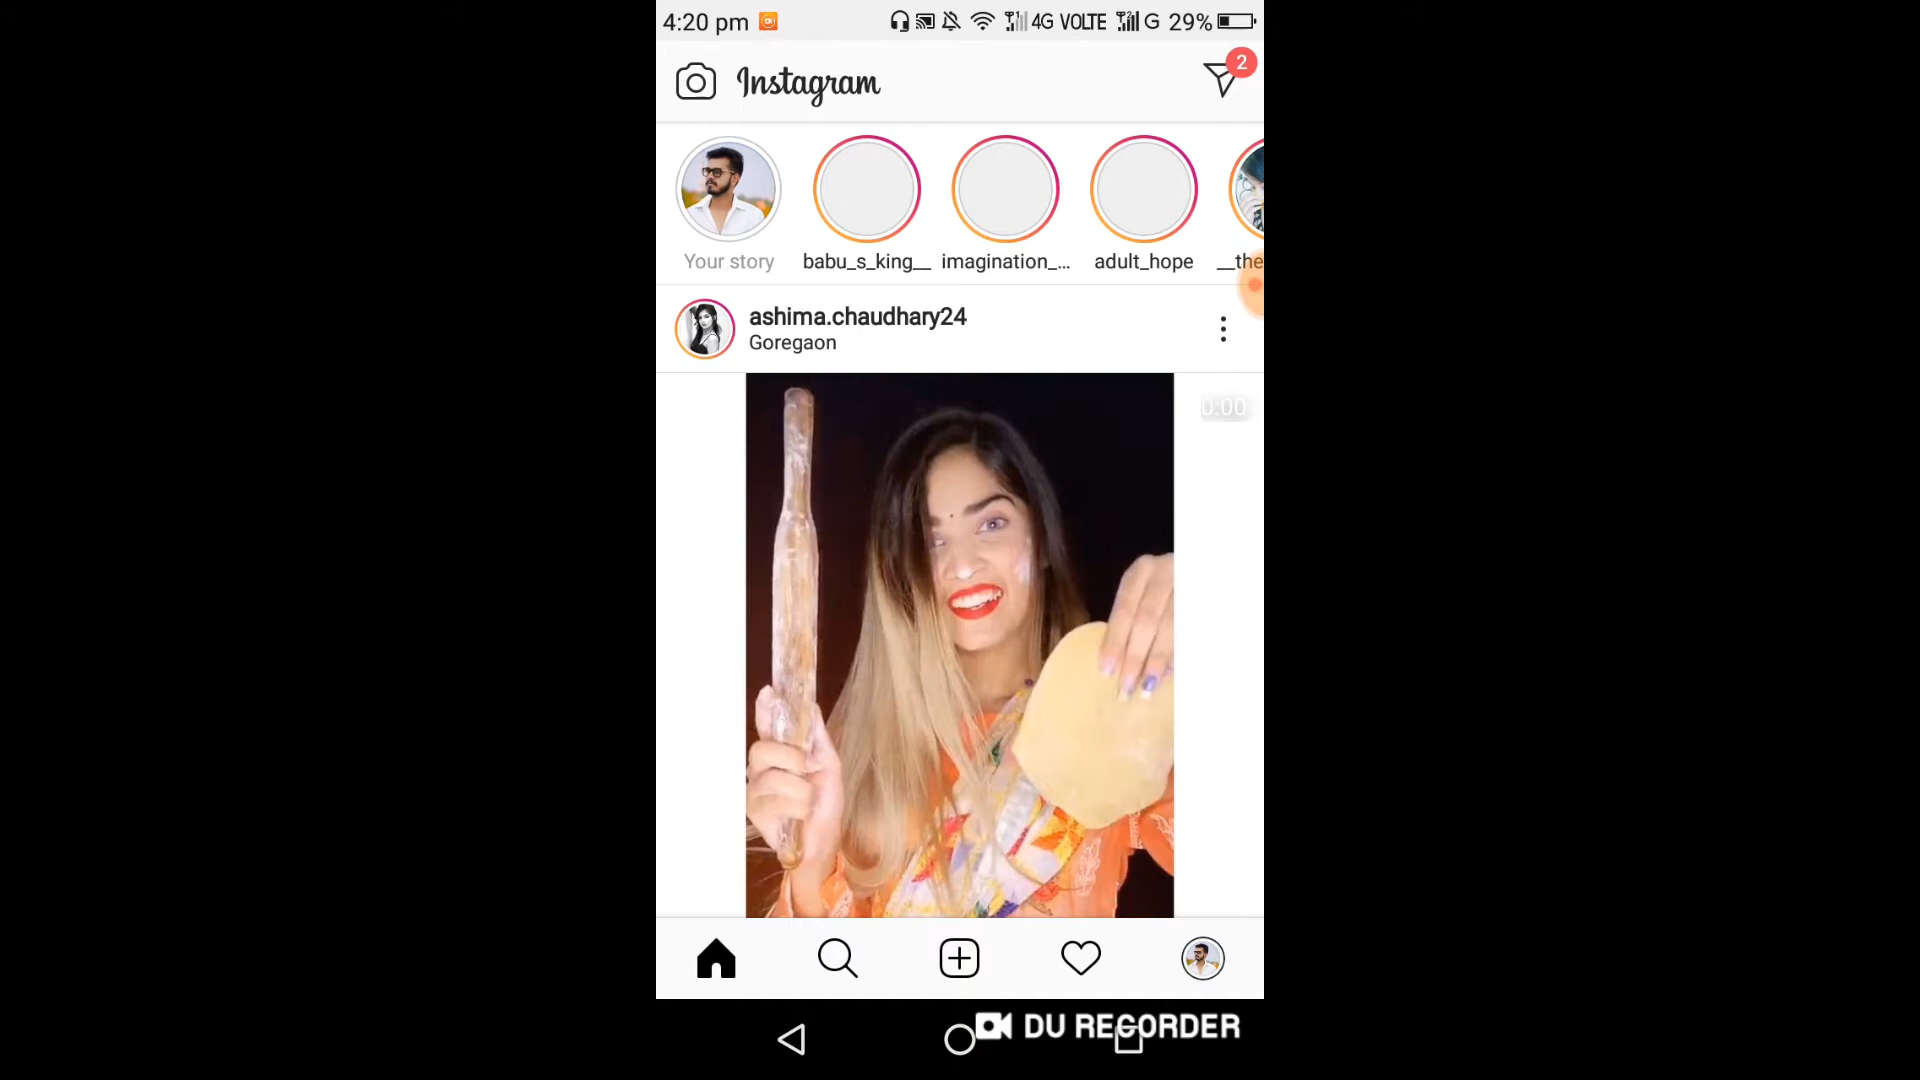 4:20 pm 4G VOLTE G 29%
Instagram
2
Your story babu_s_king__ imagination_... adult_hope __the
ashima.chaudhary24
Goregaon
0:00
DU RECORDER